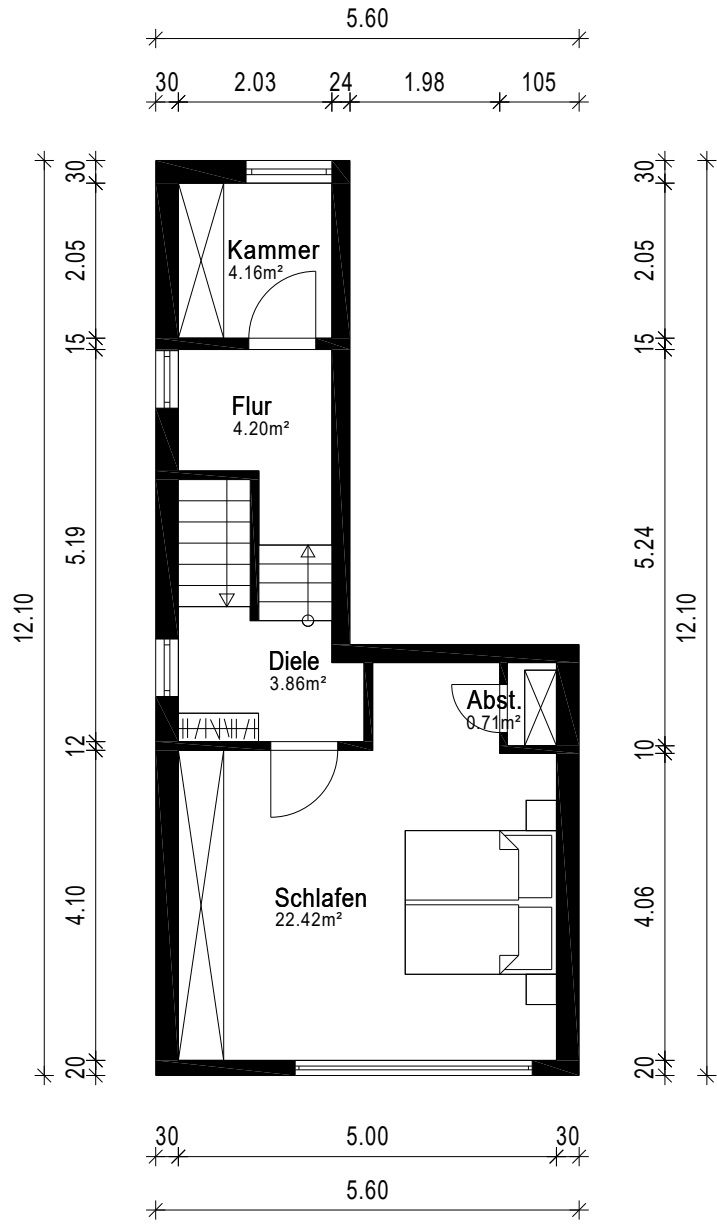 5.60
30 2.03 24 1.98 105
30
30
2.05
2.05
Kammer
4.16m²
15
15
Flur
4.20m²
5.19
5.24
12.10
12.10
Diele
3.86m²
Abst.
0.71m²
12
10
Schlafen
22.42m²
4.10
4.06
20
20
30 5.00 30
5.60